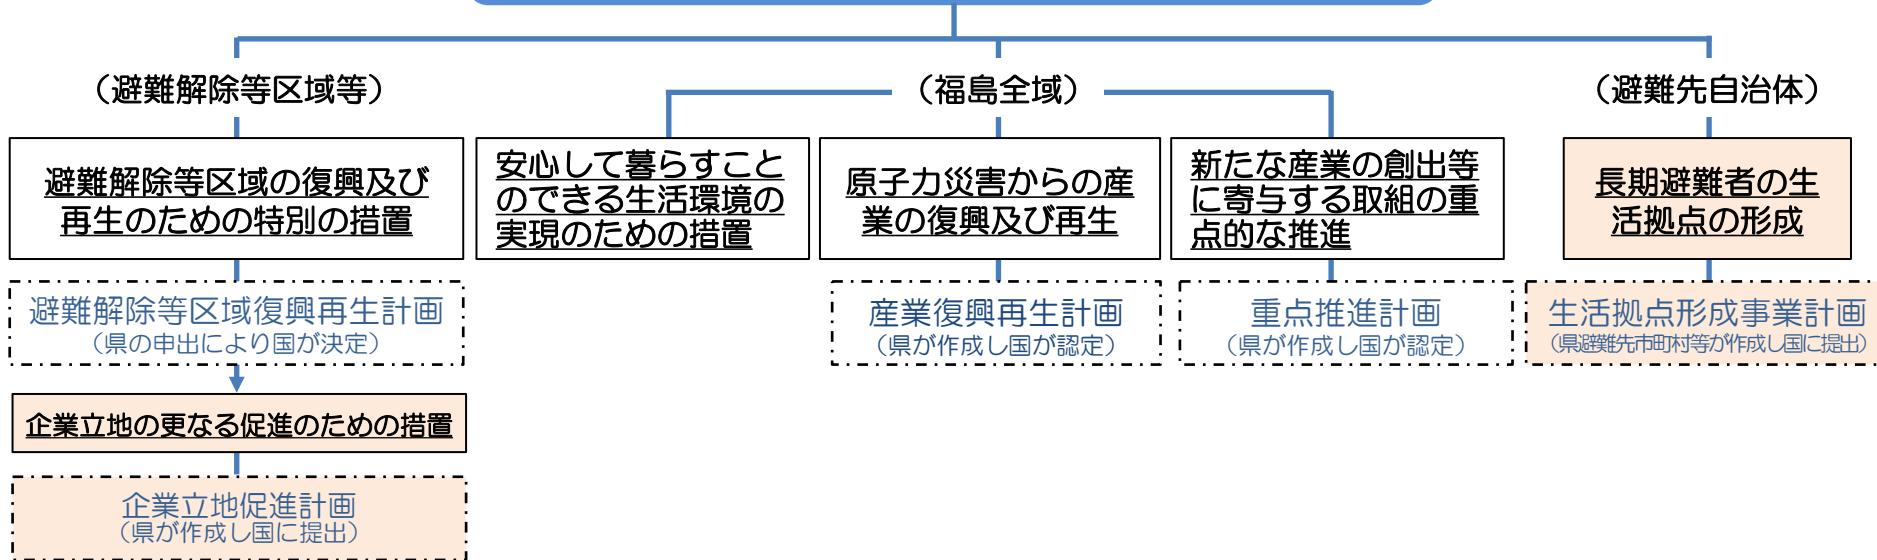 （避難解除等区域等）
（福島全域）
（避難先自治体）
避難解除等区域の復興及び
再生のための特別の措置
安心して暮らすこと
のできる生活環境の
実現のための措置
原子力災害からの産
業の復興及び再生
新たな産業の創出等
に寄与する取組の重
点的な推進
長期避難者の生
活拠点の形成
避難解除等区域復興再生計画
（県の申出により国が決定）
産業復興再生計画
（県が作成し国が認定）
重点推進計画
（県が作成し国が認定）
生活拠点形成事業計画
（県避難先市町村等が作成し国に提出）
企業立地の更なる促進のための措置
企業立地促進計画
（県が作成し国に提出）